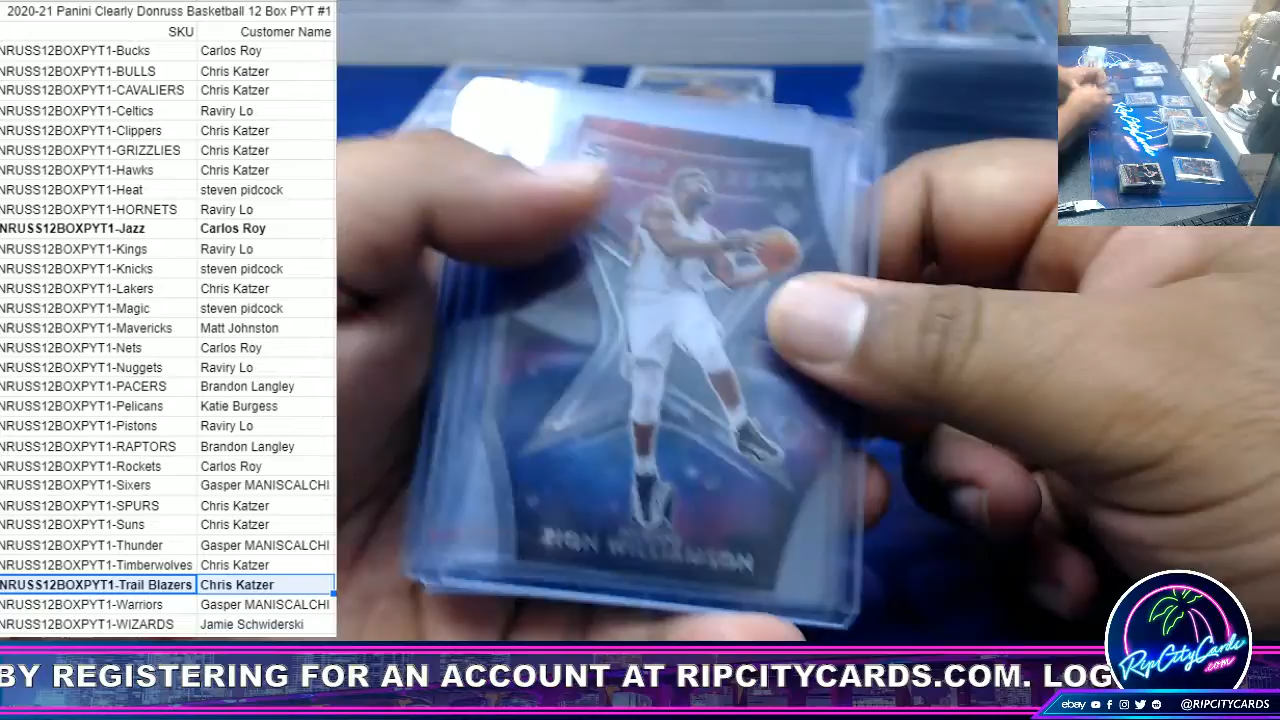 2020-21 Panini Clearly Donruss Basketball 12 Box PYT #1
SKU Customer Name
NRUSS12BOXPYT1-Bucks Carlos Roy
NRUSS12BOXPYT1-BULLS Chris Katzer
NRUSS12BOXPYT1-CAVALIERS Chris Katzer
NRUSS12BOXPYT1-Celtics Raviry Lo
NRUSS12BOXPYT1-Clippers Chris Katzer
NRUSS12BOXPYT1-GRIZZLIES Chris Katzer
NRUSS12BOXPYT1-Hawks Chris Katzer
NRUSS12BOXPYT1-Heat steven pidcock
NRUSS12BOXPYT1-HORNETS Raviry Lo
NRUSS12BOXPYT1-Jazz Carlos Roy
NRUSS12BOXPYT1-Kings Raviry Lo
NRUSS12BOXPYT1-Knicks steven pidcock
NRUSS12BOXPYT1-Lakers Chris Katzer
NRUSS12BOXPYT1-Magic steven pidcock
NRUSS12BOXPYT1-Mavericks Matt Johnston
NRUSS12BOXPYT1-Nets Carlos Roy
NRUSS12BOXPYT1-Nuggets Raviry Lo
NRUSS12BOXPYT1-PACERS Brandon Langley
NRUSS12BOXPYT1-Pelicans Katie Burgess
NRUSS12BOXPYT1-Pistons Raviry Lo
NRUSS12BOXPYT1-RAPTORS Brandon Langley
NRUSS12BOXPYT1-Rockets Carlos Roy
NRUSS12BOXPYT1-Sixers Gasper MANISCALCHI
NRUSS12BOXPYT1-SPURS Chris Katzer
NRUSS12BOXPYT1-Suns Chris Katzer
NRUSS12BOXPYT1-Thunder Gasper MANISCALCHI
NRUSS12BOXPYT1-Timberwolves Chris Katzer
NRUSS12BOXPYT1-Trail Blazers Chris Katzer
NRUSS12BOXPYT1-Warriors Gasper MANISCALCHI
NRUSS12BOXPYT1-WIZARDS Jamie Schwiderski
ZION WILLIAMSON
BY REGISTERING FOR AN ACCOUNT AT RIPCITYCARDS.COM. LOG
RipCityCards
.com
ebay @RIPCITYCARDS